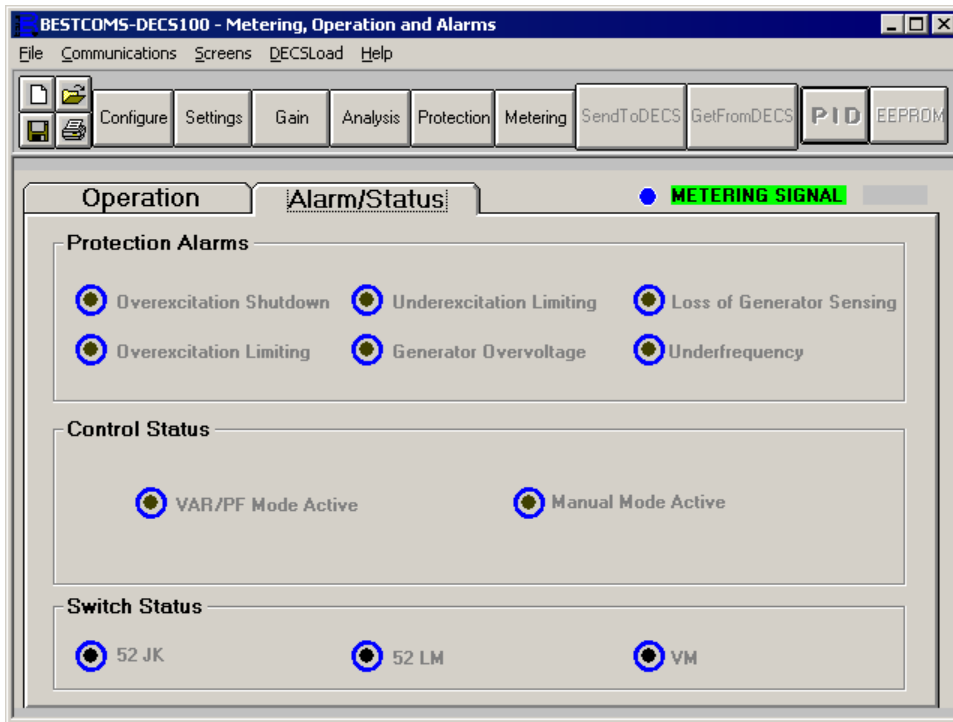 BESTCOMS-DECS100 - Metering, Operation and Alarms
File Communications Screens DECSLoad Help
Configure Settings Gain Analysis Protection Metering SendToDECS GetFromDECS PID EEPROM
Operation Alarm/Status METERING SIGNAL
Protection Alarms
Overexcitation Shutdown Underexcitation Limiting Loss of Generator Sensing
Overexcitation Limiting Generator Overvoltage Underfrequency
Control Status
VAR/PF Mode Active Manual Mode Active
Switch Status
52 JK 52 LM VM